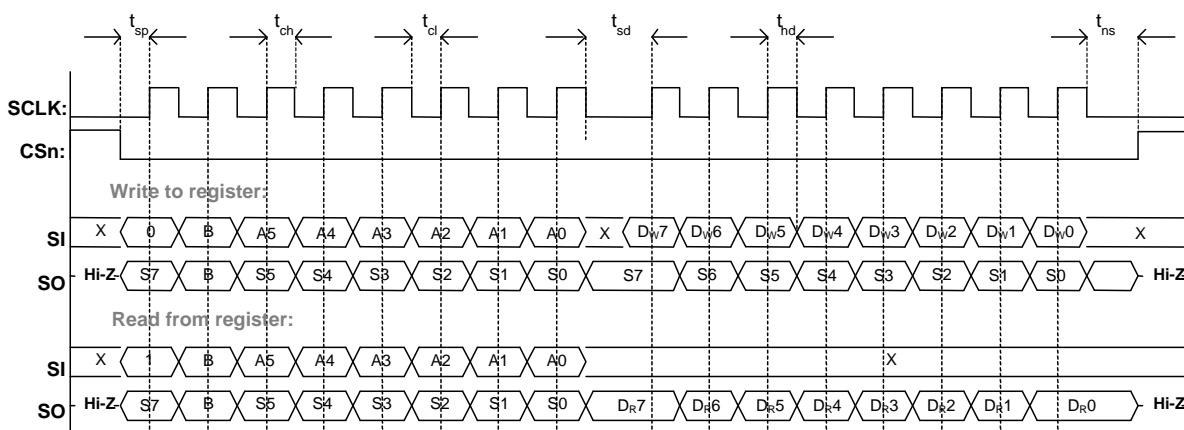 t_sp t_ch t_cl t_sd t_hd t_ns
SCLK:
CSn:
Write to register:
SI X 0 B A5 A4 A3 A2 A1 A0 X D_W7 D_W6 D_W5 D_W4 D_W3 D_W2 D_W1 D_W0 X
SO Hi-Z S7 B S5 S4 S3 S2 S1 S0 S7 S6 S5 S4 S3 S2 S1 S0 Hi-Z
Read from register:
SI X 1 B A5 A4 A3 A2 A1 A0 X
SO Hi-Z S7 B S5 S4 S3 S2 S1 S0 D_R7 D_R6 D_R5 D_R4 D_R3 D_R2 D_R1 D_R0 Hi-Z